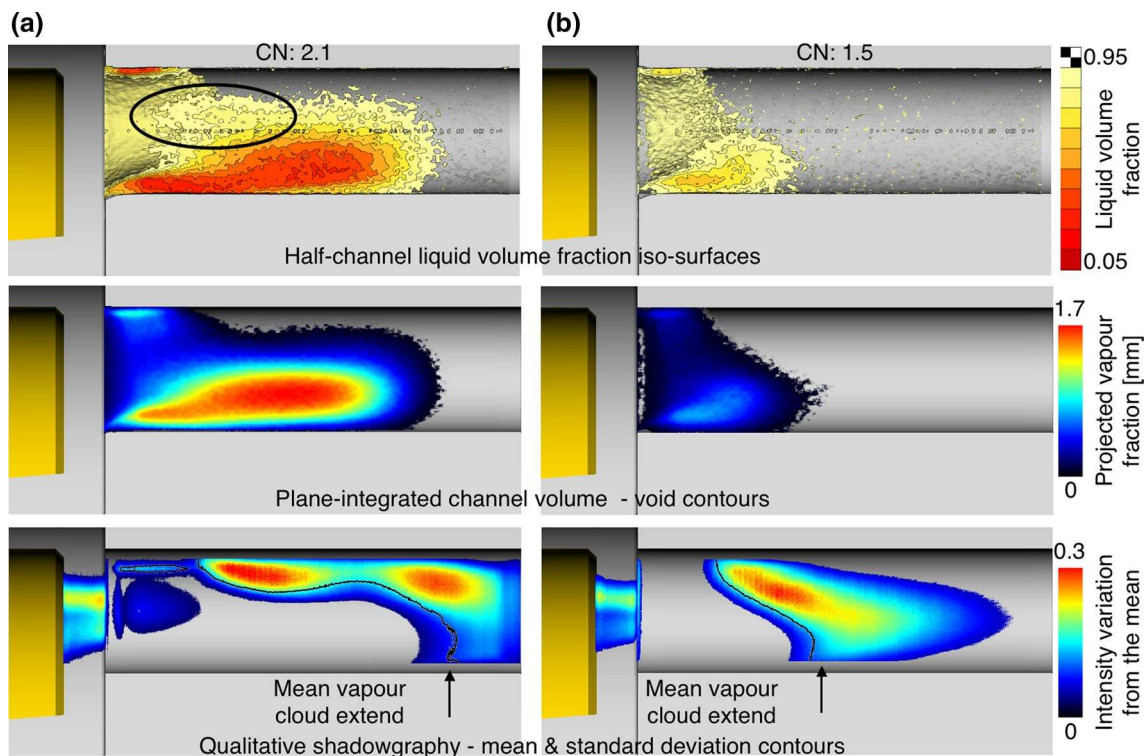 (a)
(b)
CN: 2.1
CN: 1.5
0.95
Liquid volume
fraction
0.05
Half-channel liquid volume fraction iso-surfaces
1.7
Projected vapour
fraction [mm]
0
Plane-integrated channel volume - void contours
0.3
Intensity variation
from the mean
0
Mean vapour
cloud extend
Mean vapour
cloud extend
Qualitative shadowgraphy - mean & standard deviation contours